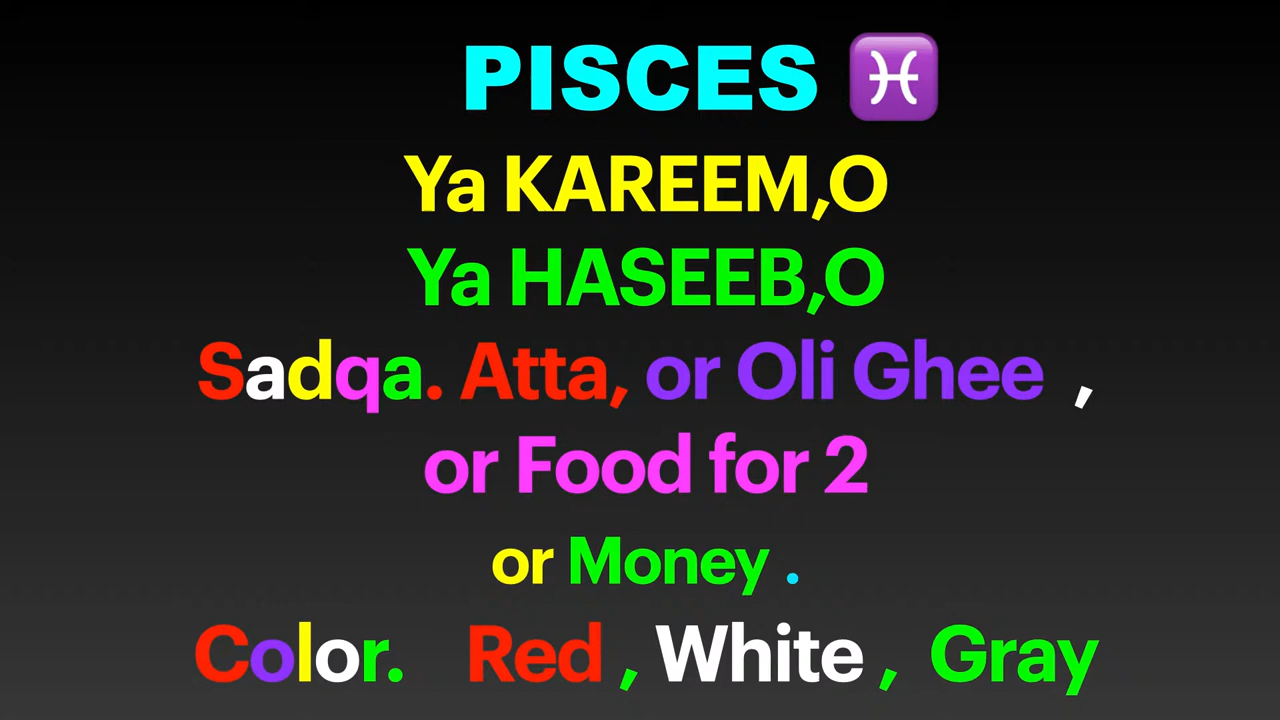 PISCES ♓
Ya KAREEM,O
Ya HASEEB,O
Sadqa. Atta, or Oli Ghee ,
or Food for 2
or Money .
Color. Red , White , Gray